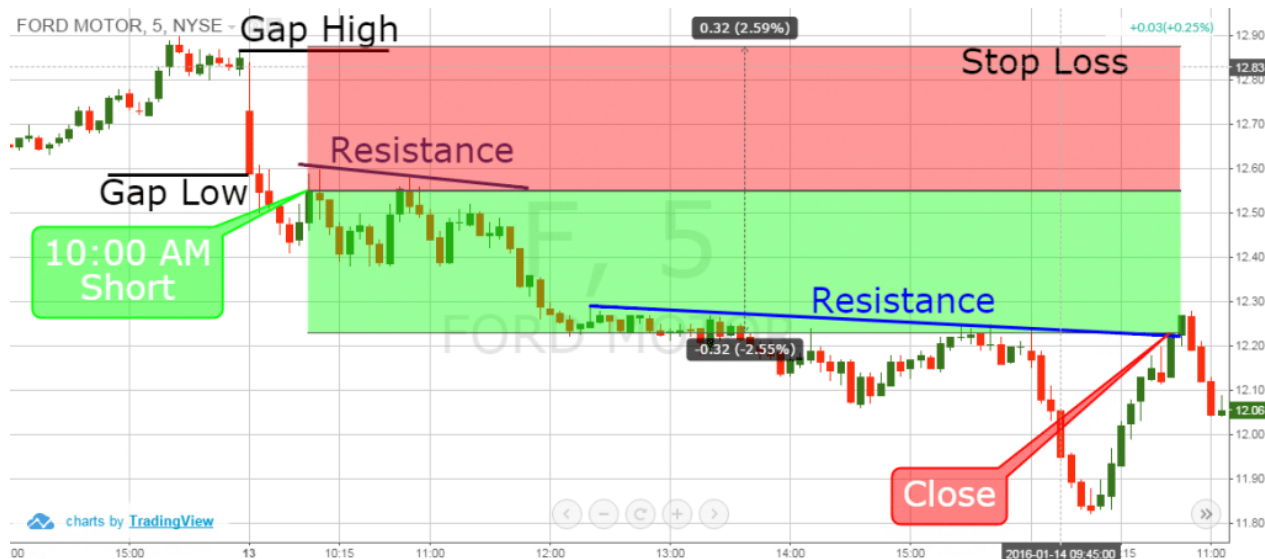 FORD MOTOR, 5, NYSE
Gap High
0.32 (2.59%)
+0.03(+0.25%)
12.90
Stop Loss
12.83
12.80
12.70
Resistance
12.60
Gap Low
12.50
10:00 AM
Short
F, 5
12.40
Resistance
12.30
FORD MOTOR
-0.32 (-2.55%)
12.20
12.10
12.06
12.00
11.90
Close
11.80
charts by TradingView
15:00
13
10:15
11:00
12:00
13:00
14:00
15:00
2016-01-14 09:45:00
:15
11:00